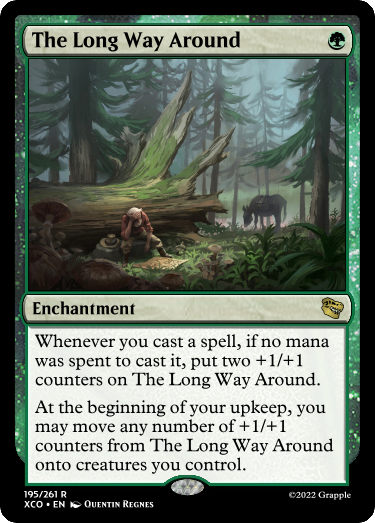 The Long Way Around
Enchantment
Whenever you cast a spell, if no mana
was spent to cast it, put two +1/+1
counters on The Long Way Around.
At the beginning of your upkeep, you
may move any number of +1/+1
counters from The Long Way Around
onto creatures you control.
195/261 R
XCO • EN Quentin Regnes
©2022 Grapple